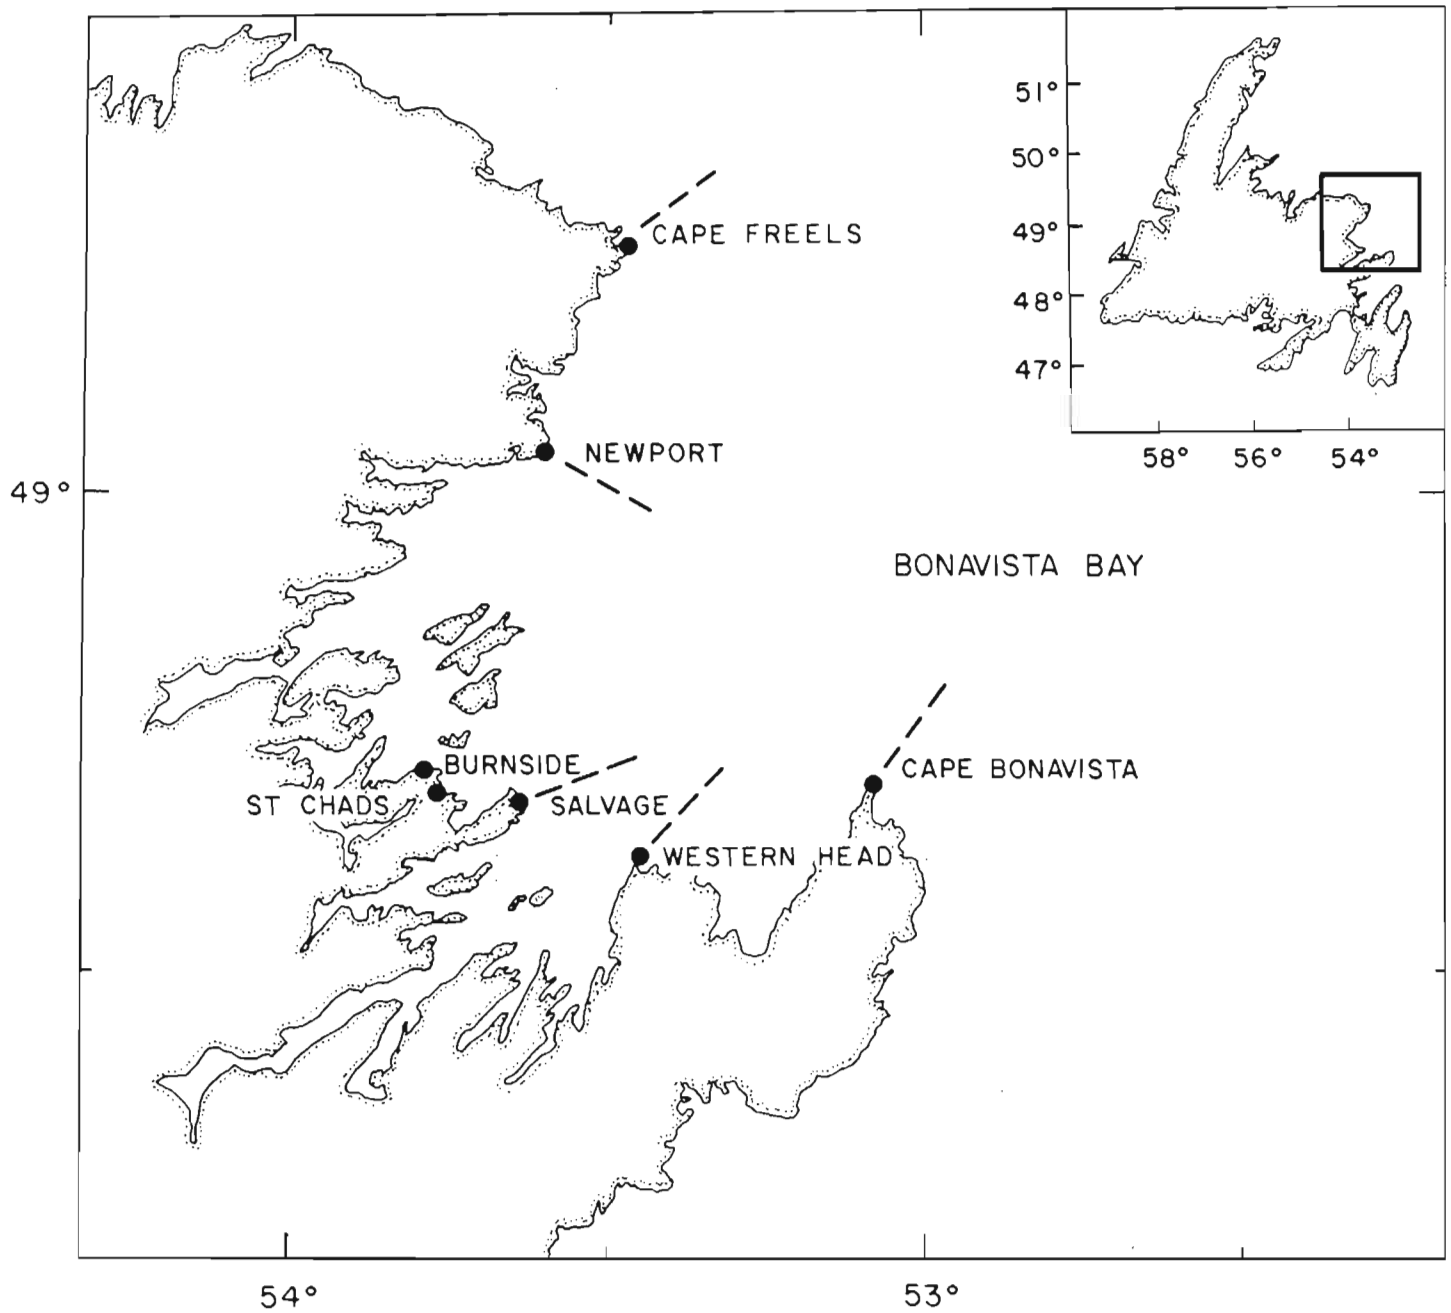 51°
50°
CAPE FREELS
49°
48°
47°
NEWPORT
58° 56° 54°
49°
BONAVISTA BAY
BURNSIDE
CAPE BONAVISTA
ST CHADS
SALVAGE
WESTERN HEAD
54° 53°